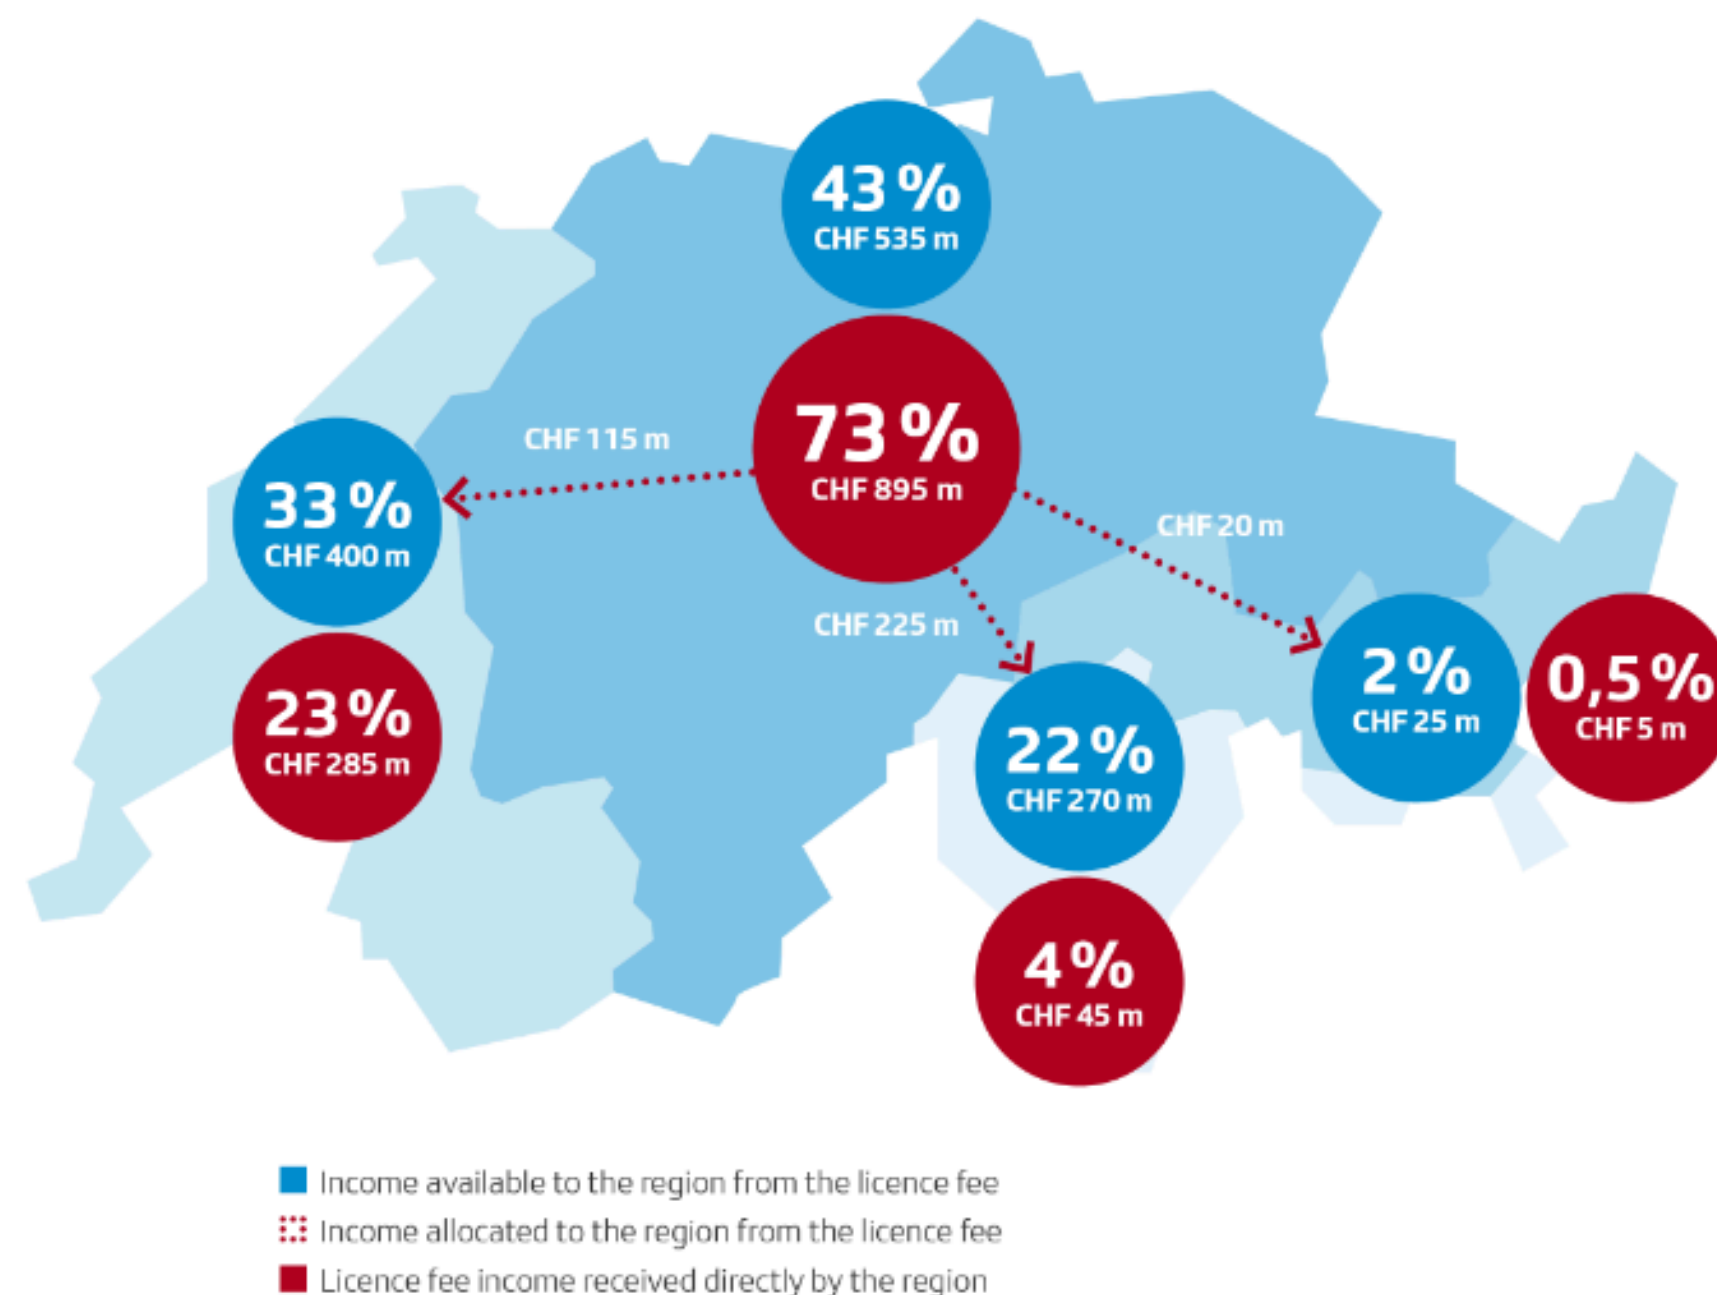 43 %
CHF 535 m
73 %
CHF 895 m
CHF 115 m
33 %
CHF 400 m
23 %
CHF 285 m
CHF 20 m
CHF 225 m
2 %
CHF 25 m
0,5 %
CHF 5 m
22 %
CHF 270 m
4 %
CHF 45 m
Income available to the region from the licence fee
Income allocated to the region from the licence fee
Licence fee income received directly by the region